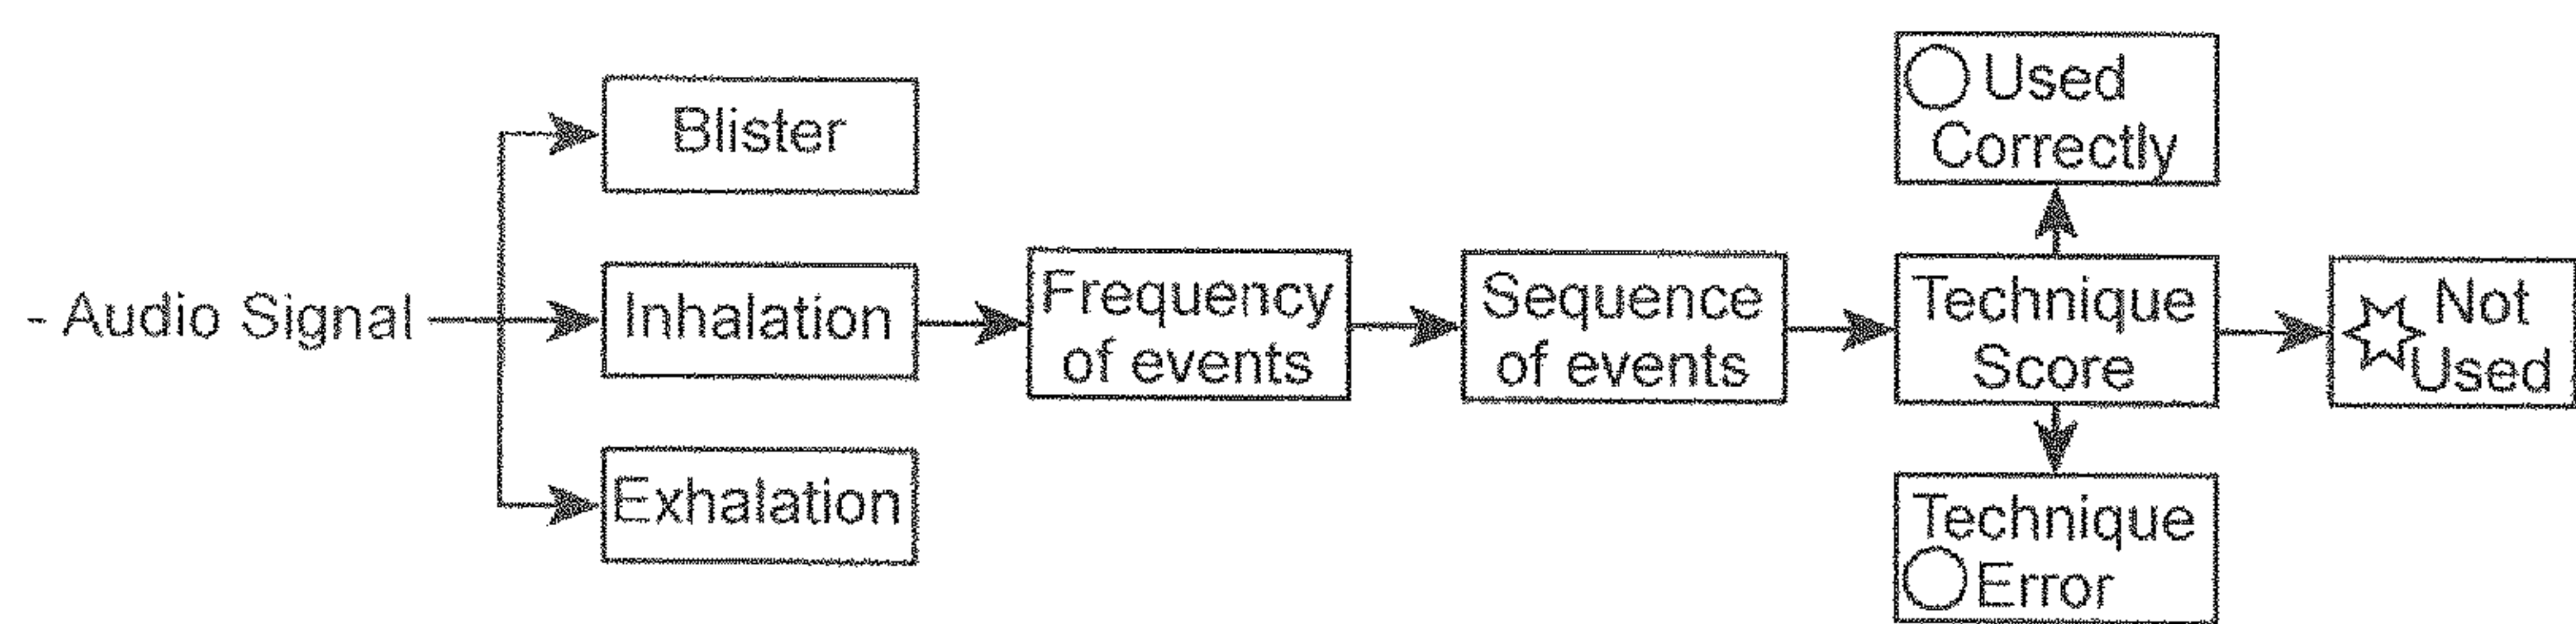 - Audio Signal
Blister
Inhalation
Exhalation
Frequency
of events
Sequence
of events
Used
Correctly
Technique
Score
Technique
Error
Not
Used